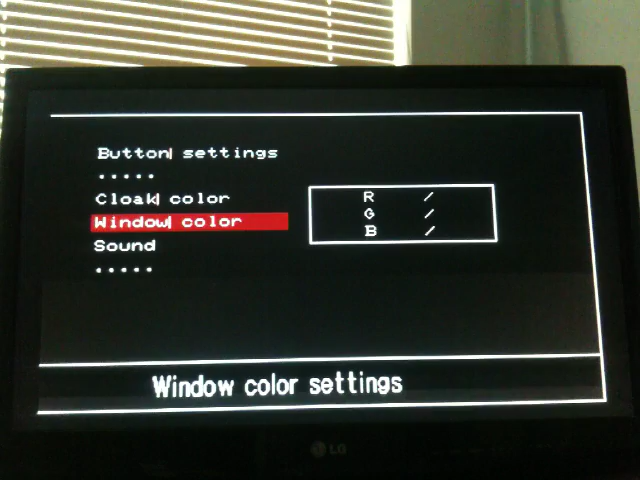 Button settings
.....
Cloak color
Window color
Sound
.....
R /
G /
B /
Window color settings
LG